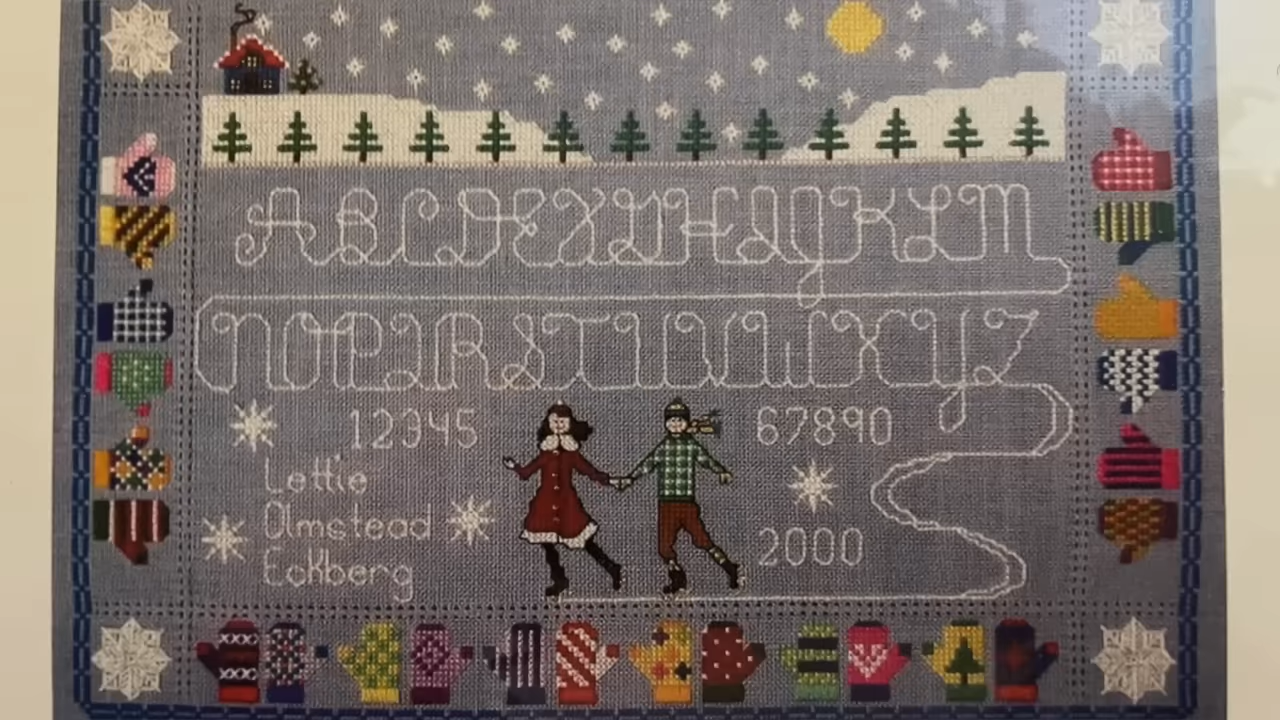 ABCDEFGHIJKLM
NOPQRSTUVWXYZ
12345 67890
Lettie
Olmstead
Eckberg
2000